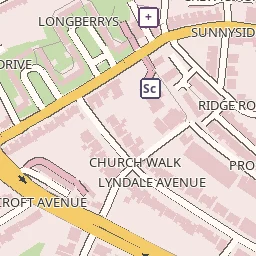 LONGBERRYS
+
SUNNYSID
DRIVE
Sc
RIDGE RO
CHURCH WALK
PRO
LYNDALE AVENUE
CROFT AVENUE